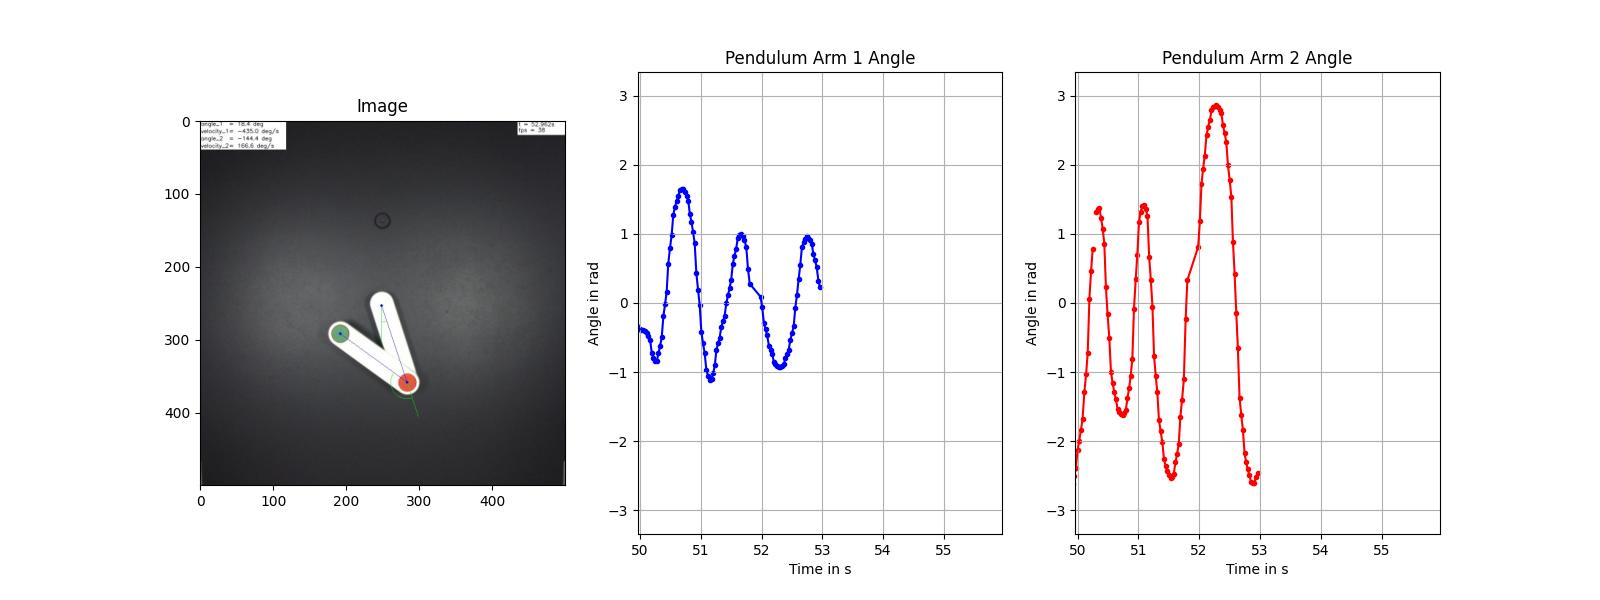 Image
0
100
200
300
400
0 100 200 300 400
angle_1 = 18.4 deg
velocity_1= -435.0 deg/s
angle_2 = -144.4 deg
velocity_2= 166.6 deg/s
t = 52.962s
fps = 38
Pendulum Arm 1 Angle
Angle in rad
3
2
1
0
−1
−2
−3
50 51 52 53 54 55
Time in s
Pendulum Arm 2 Angle
Angle in rad
3
2
1
0
−1
−2
−3
50 51 52 53 54 55
Time in s